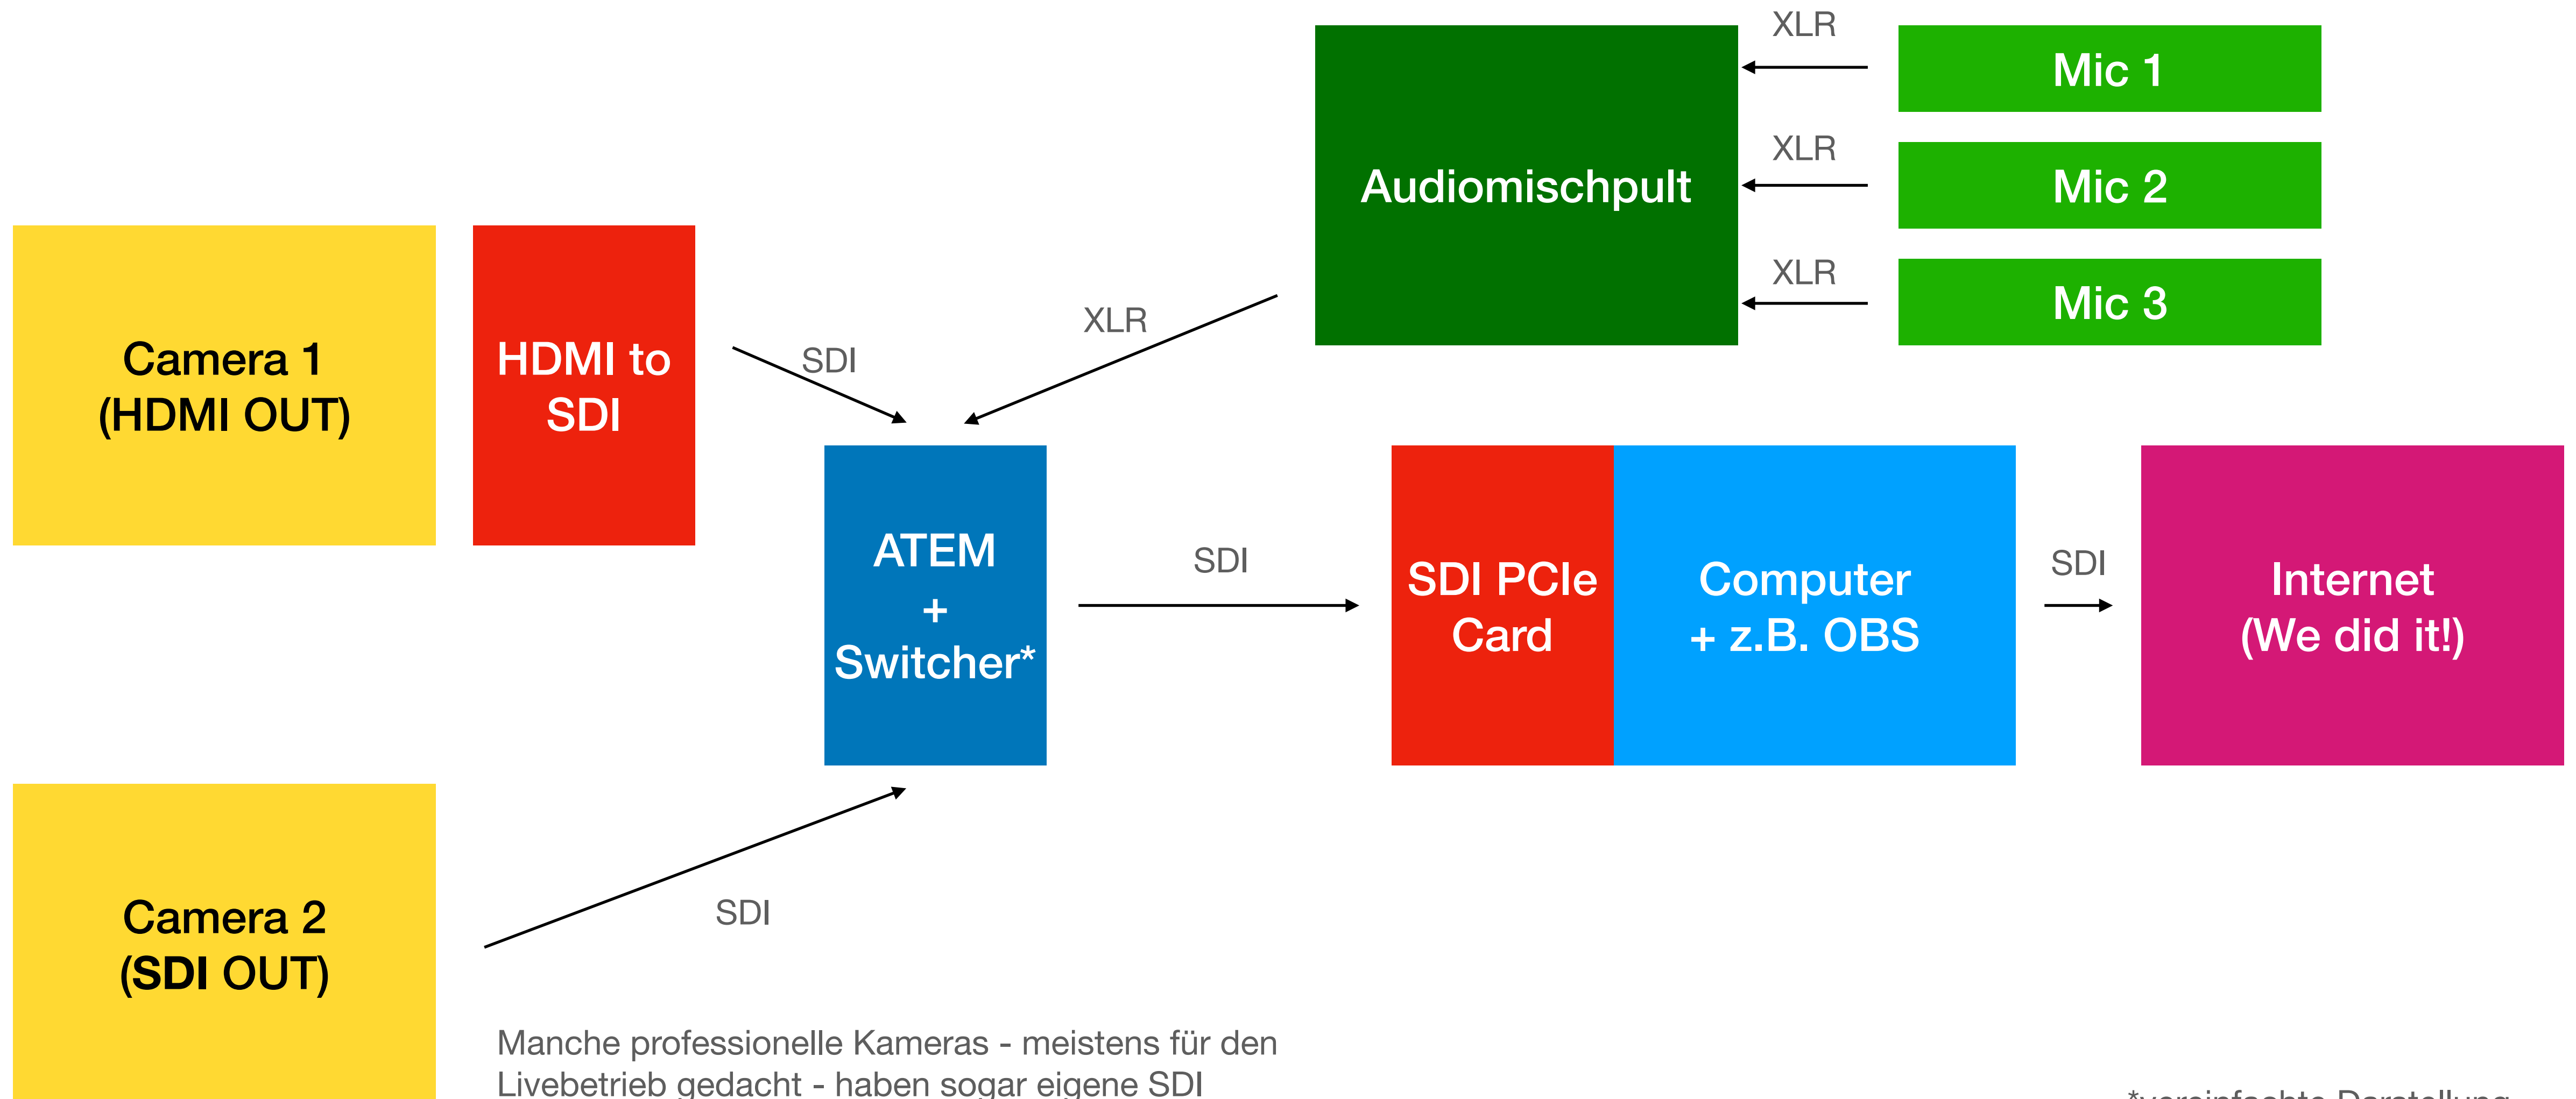 XLR
Mic 1
XLR
Audiomischpult
Mic 2
XLR
Mic 3
Camera 1
(HDMI OUT)
HDMI to
SDI
SDI
XLR
ATEM
+
Switcher*
SDI
SDI PCIe
Card
Computer
+ z.B. OBS
SDI
Internet
(We did it!)
Camera 2
(SDI OUT)
SDI
Manche professionelle Kameras - meistens für den
Livebetrieb gedacht - haben sogar eigene SDI
*vereinfachte Darstellung